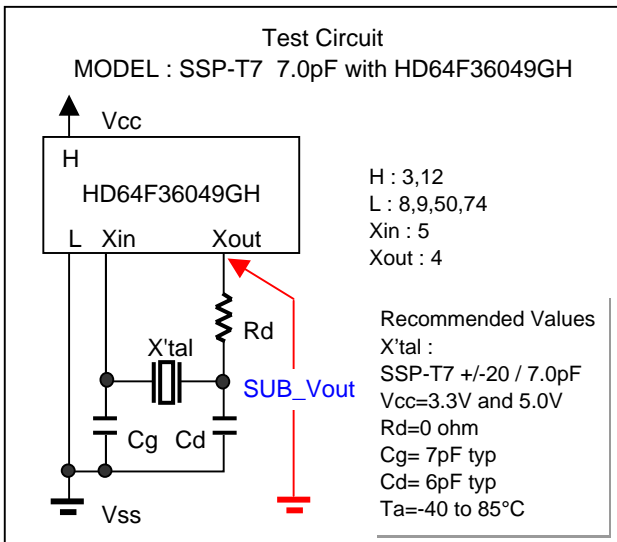 Test Circuit
MODEL : SSP-T7 7.0pF with HD64F36049GH
Vcc
H
HD64F36049GH
L Xin Xout
H : 3,12
L : 8,9,50,74
Xin : 5
Xout : 4
Rd
X'tal
SUB_Vout
Cg Cd
Vss
Recommended Values
X'tal :
SSP-T7 +/-20 / 7.0pF
Vcc=3.3V and 5.0V
Rd=0 ohm
Cg= 7pF typ
Cd= 6pF typ
Ta=-40 to 85°C